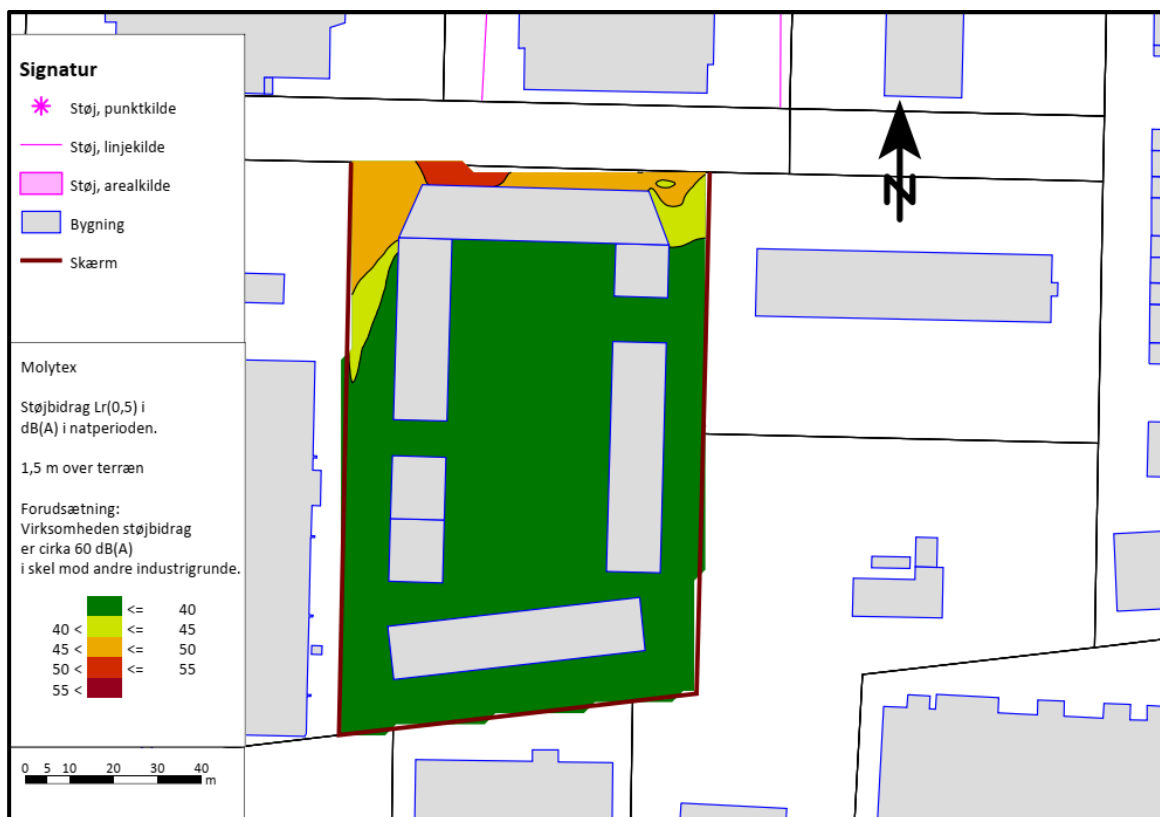 Signatur
Støj, punktkilde
Støj, linjekilde
Støj, arealkilde
Bygning
Skærm
Molytex
Støjbidrag Lr(0,5) i
dB(A) i natperioden.
1,5 m over terræn
Forudsætning:
Virksomheden støjbidrag
er cirka 60 dB(A)
i skel mod andre industrigrunde.
<= 40
40 < <= 45
45 < <= 50
50 < <= 55
55 <
0 5 10 20 30 40
m
N